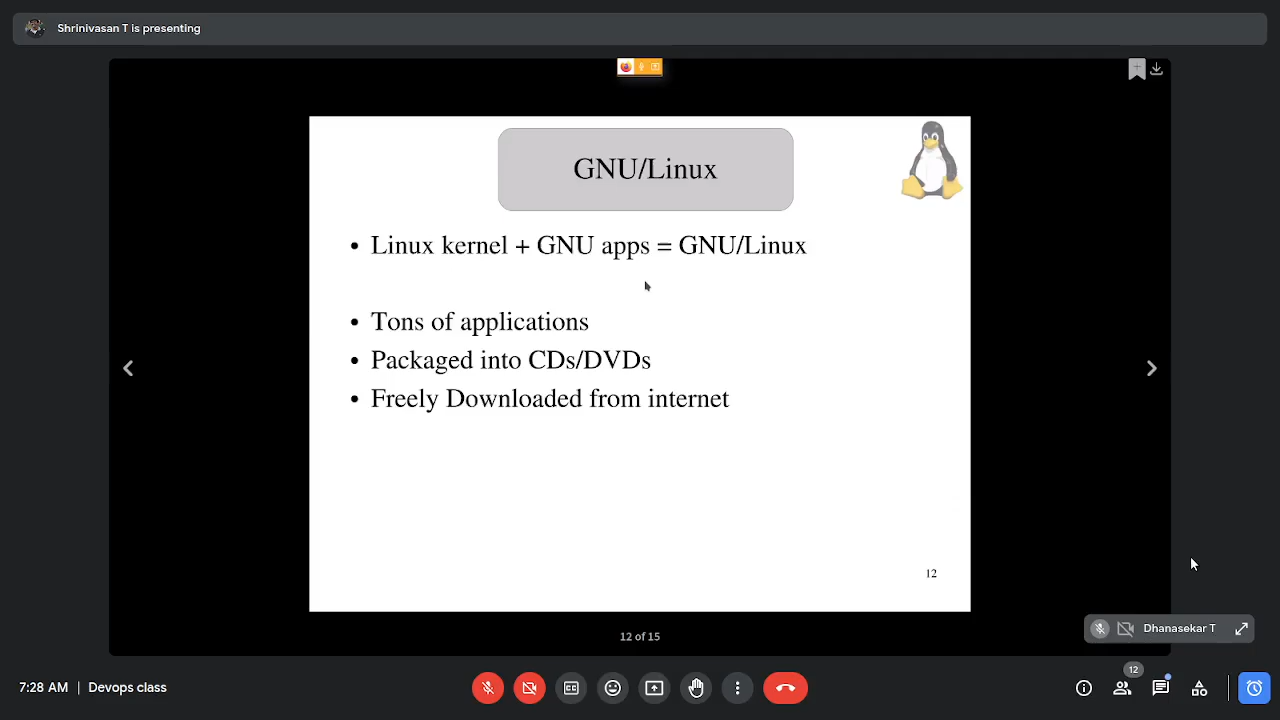 Shrinivasan T is presenting
GNU/Linux
• Linux kernel + GNU apps = GNU/Linux
• Tons of applications
• Packaged into CDs/DVDs
• Freely Downloaded from internet
12
12 of 15
Dhanasekar T
12
7:28 AM | Devops class